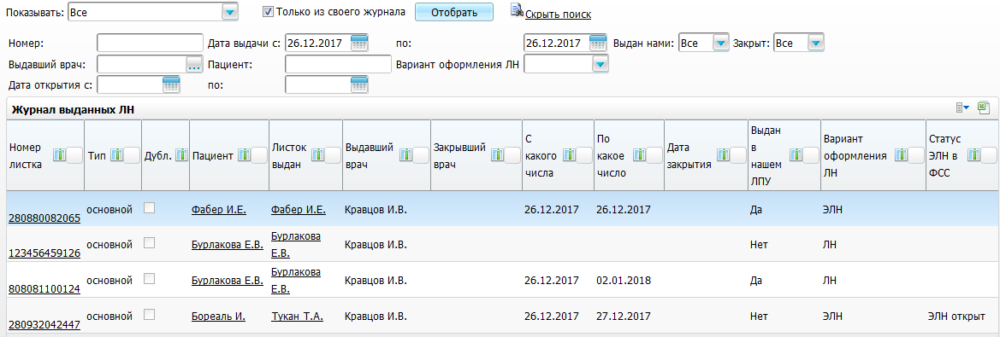 Показывать: Все Только из своего журнала Отобрать Скрыть поиск
Номер: Дата выдачи с: 26.12.2017 по: 26.12.2017 Выдан нами: Все Закрыт: Все
Выдавший врач: ... Пациент: Вариант оформления ЛН
Дата открытия с: по:
Журнал выданных ЛН
Номер листка Тип Дубл. Пациент Листок выдан Выдавший врач Закрывший врач С какого числа По какое число Дата закрытия Выдан в нашем ЛПУ Вариант оформления ЛН Статус ЭЛН в ФСС
280880082065 основной Фабер И.Е. Фабер И.Е. Кравцов И.В. 26.12.2017 26.12.2017 Да ЭЛН
123456459126 основной Бурлакова Е.В. Бурлакова Е.В. Кравцов И.В. Нет ЛН
808081100124 основной Бурлакова Е.В. Бурлакова Е.В. Кравцов И.В. 26.12.2017 02.01.2018 Да ЛН
280932042447 основной Бореаль И. Тукан Т.А. Кравцов И.В. 26.12.2017 27.12.2017 Нет ЭЛН ЭЛН открыт